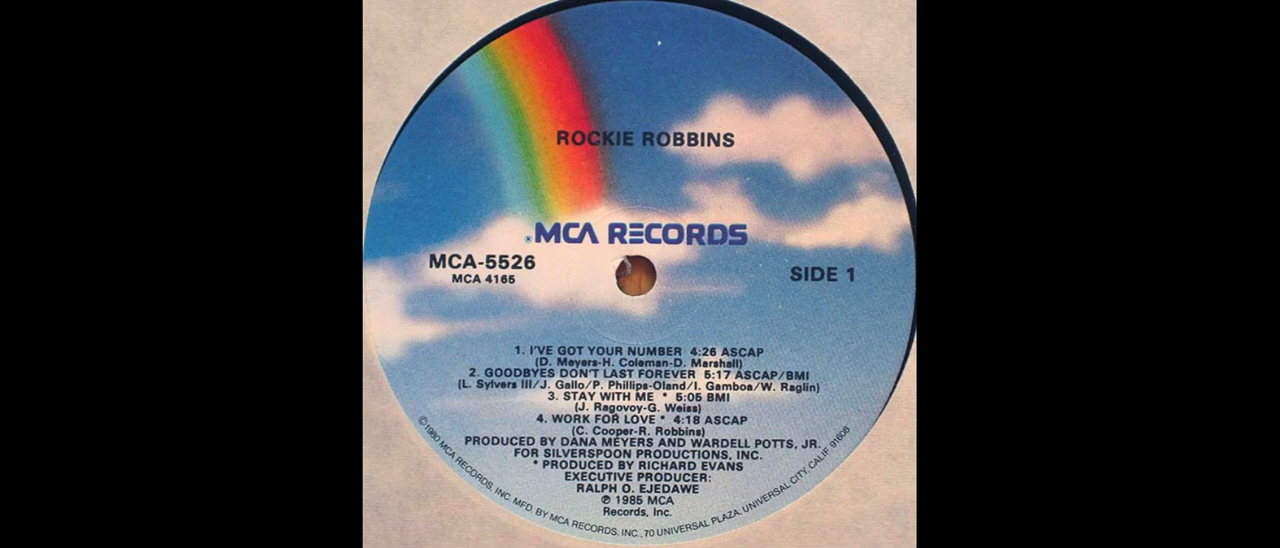 ROCKIE ROBBINS
®MCA RECORDS
MCA-5526
MCA 4165
SIDE 1
1. I'VE GOT YOUR NUMBER 4:26 ASCAP
(D. Meyers-H. Coleman-D. Marshall)
2. GOODBYES DON'T LAST FOREVER 5:17 ASCAP/BMI
(L. Sylvers III/J. Gallo/P. Phillips-Oland/I. Gamboa/W. Raglin)
3. STAY WITH ME * 5:05 BMI
(J. Ragovoy-G. Weiss)
4. WORK FOR LOVE * 4:18 ASCAP
(C. Cooper-R. Robbins)
PRODUCED BY DANA MEYERS AND WARDELL POTTS, JR.
FOR SILVERSPOON PRODUCTIONS, INC.
* PRODUCED BY RICHARD EVANS
EXECUTIVE PRODUCER:
RALPH O. EJEDAWE
℗ 1985 MCA
Records, Inc.
©1980 MCA RECORDS, INC. MFD. BY MCA RECORDS, INC., 70 UNIVERSAL PLAZA, UNIVERSAL CITY, CALIF. 91608